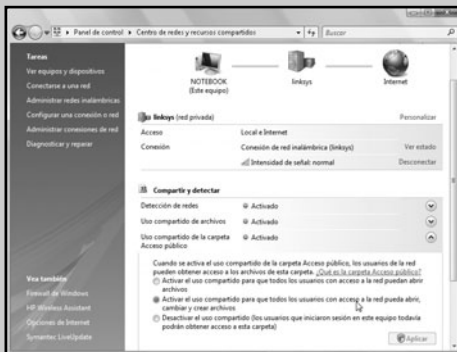 Panel de control ▸ Centro de redes y recursos compartidos
Buscar
Tareas
Ver equipos y dispositivos
Conectarse a una red
Administrar redes inalámbricas
Configurar una conexión o red
Administrar conexiones de red
Diagnosticar y reparar
Vea también
Firewall de Windows
HP Wireless Assistant
Opciones de Internet
Symantec LiveUpdate
NOTEBOOK
(Este equipo)
linksys
Internet
linksys (red privada) Personalizar
Acceso Local e Internet
Conexión Conexión de red inalámbrica (linksys) Ver estado
Intensidad de señal: normal Desconectar
Compartir y detectar
Detección de redes Activado
Uso compartido de archivos Activado
Uso compartido de la carpeta Activado
Acceso público
Cuando se activa el uso compartido de la carpeta Acceso público, los usuarios de la red
pueden obtener acceso a los archivos de esta carpeta. ¿Qué es la carpeta Acceso público?
Activar el uso compartido para que todos los usuarios con acceso a la red puedan abrir
archivos
Activar el uso compartido para que todos los usuarios con acceso a la red pueda abrir,
cambiar y crear archivos
Desactivar el uso compartido (los usuarios que iniciaron sesión en este equipo todavía
podrán obtener acceso a esta carpeta)
Aplicar